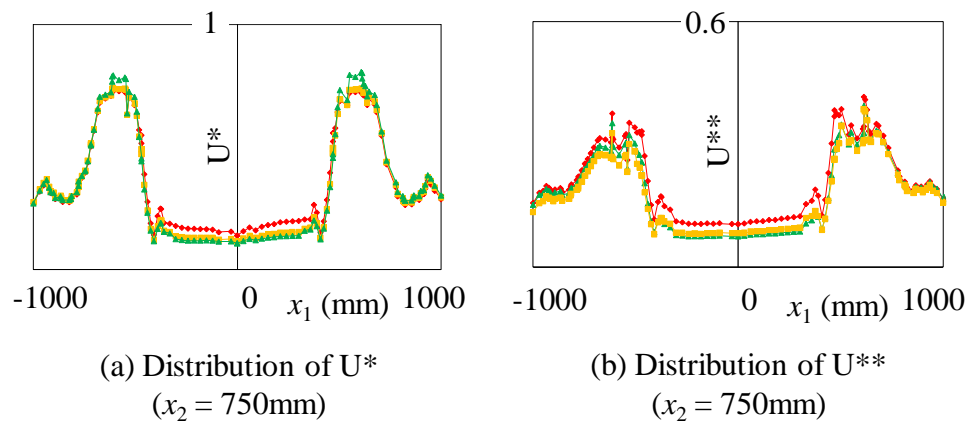 1
U*
-1000
0
x1 (mm)
1000
(a) Distribution of U*
(x2 = 750mm)
0.6
U**
-1000
0
x1 (mm)
1000
(b) Distribution of U**
(x2 = 750mm)